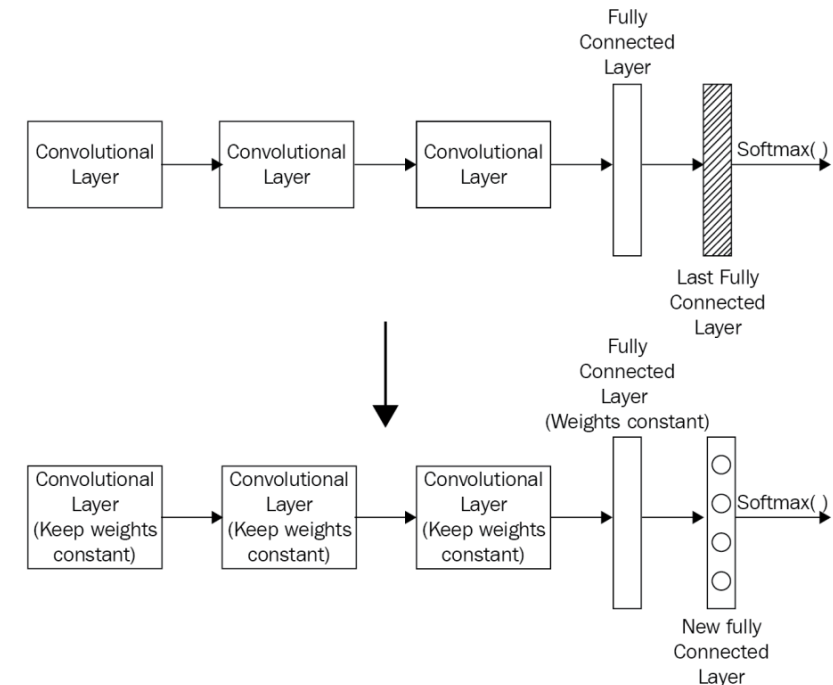 Fully
Connected
Layer
Convolutional
Layer
Convolutional
Layer
Convolutional
Layer
Softmax( )
Last Fully
Connected
Layer
Fully
Connected
Layer
(Weights constant)
Convolutional
Layer
(Keep weights
constant)
Convolutional
Layer
(Keep weights
constant)
Convolutional
Layer
(Keep weights
constant)
Softmax( )
New fully
Connected
Layer